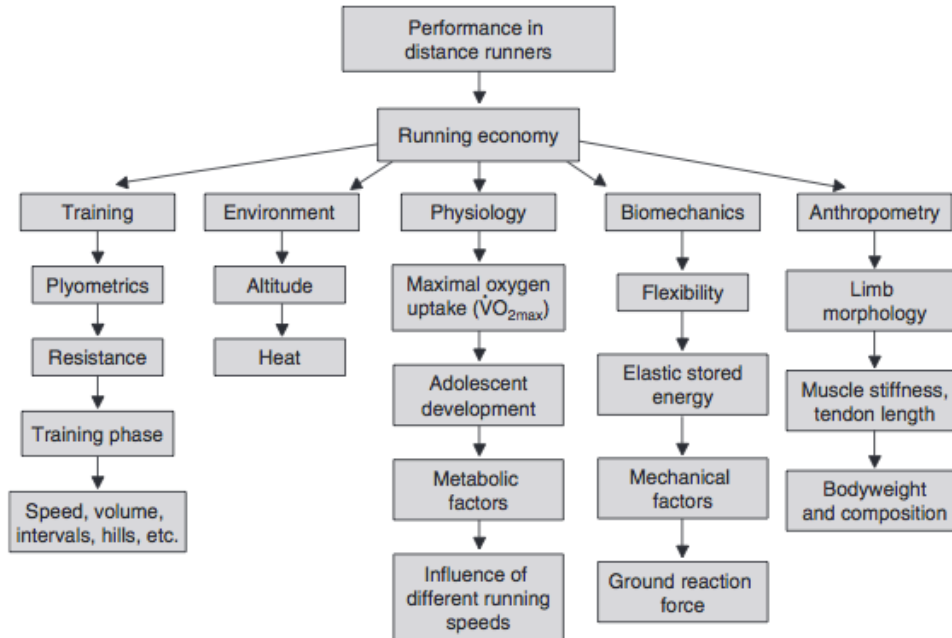 Performance in
distance runners
Running economy
Training
Environment
Physiology
Biomechanics
Anthropometry
Plyometrics
Altitude
Maximal oxygen
uptake (V̇O₂max)
Flexibility
Limb
morphology
Resistance
Heat
Adolescent
development
Elastic stored
energy
Muscle stiffness,
tendon length
Training phase
Metabolic
factors
Mechanical
factors
Bodyweight
and composition
Speed, volume,
intervals, hills, etc.
Influence of
different running
speeds
Ground reaction
force